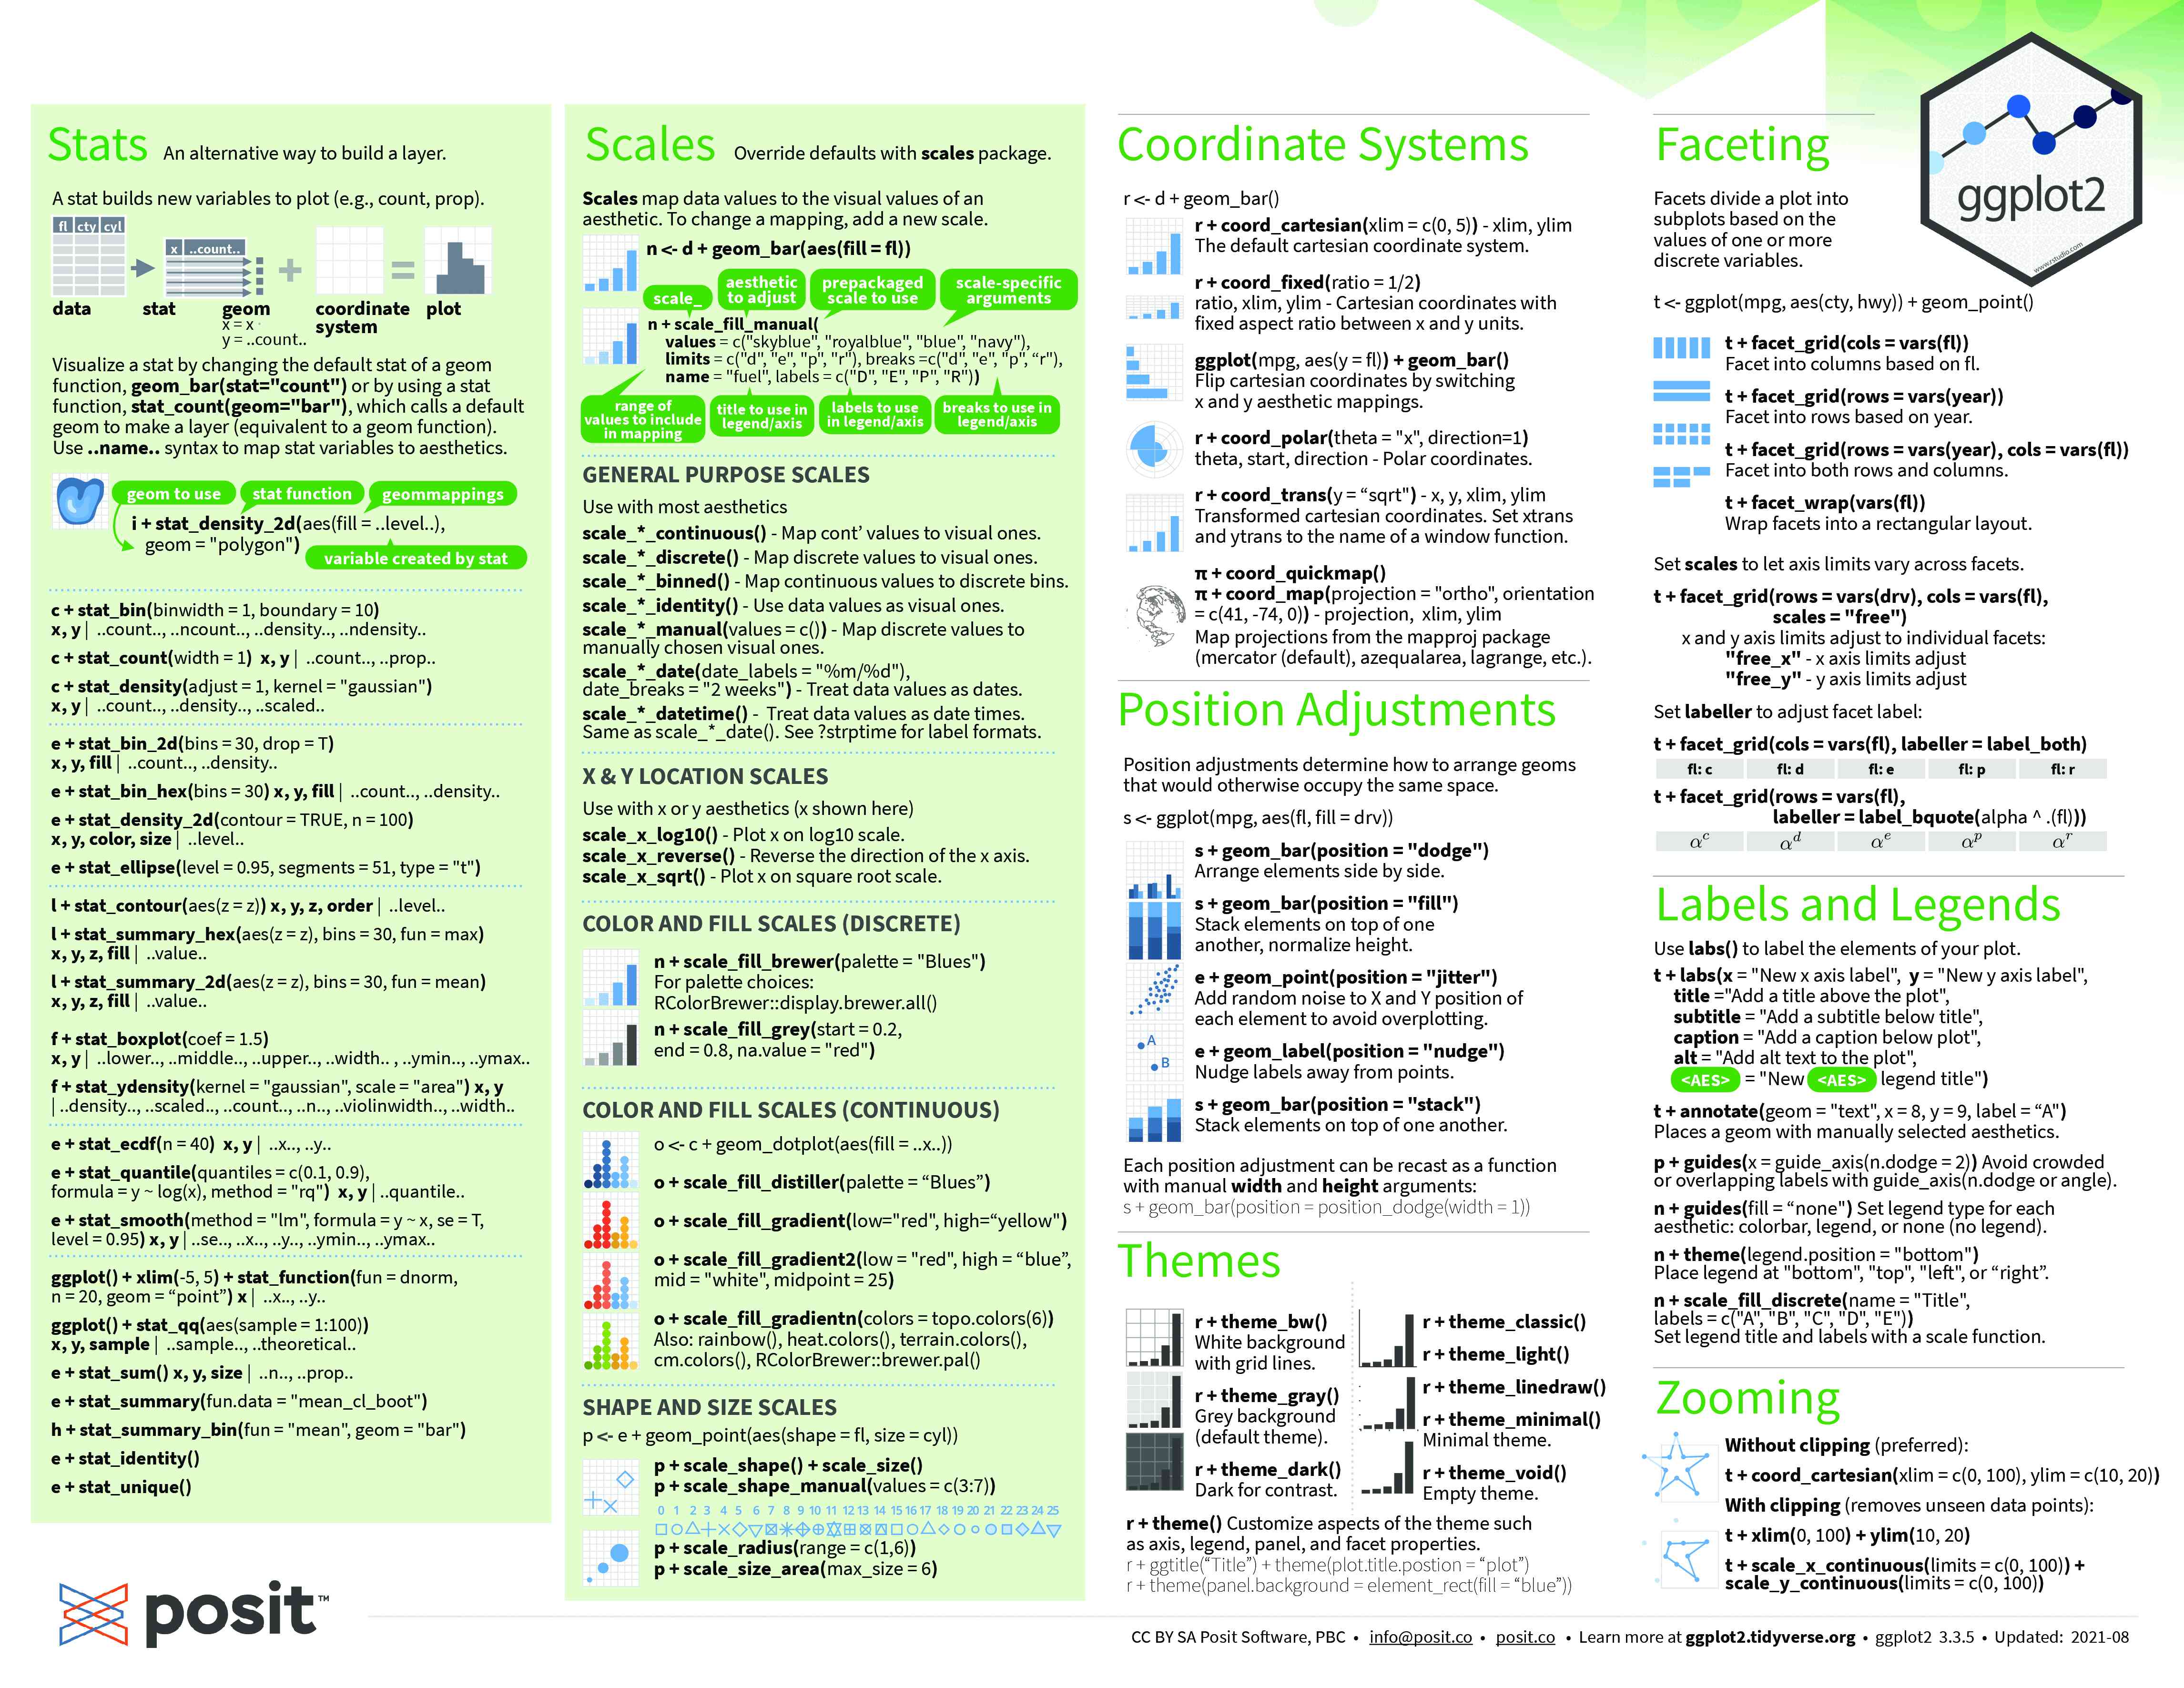 Stats An alternative way to build a layer.
A stat builds new variables to plot (e.g., count, prop).
fl cty cyl
x ..count..
data stat geom coordinate plot
x = x · system
y = ..count..
Visualize a stat by changing the default stat of a geom
function, geom_bar(stat="count") or by using a stat
function, stat_count(geom="bar"), which calls a default
geom to make a layer (equivalent to a geom function).
Use ..name.. syntax to map stat variables to aesthetics.
geom to use stat function geommappings
i + stat_density_2d(aes(fill = ..level..),
geom = "polygon")
variable created by stat
c + stat_bin(binwidth = 1, boundary = 10)
x, y | ..count.., ..ncount.., ..density.., ..ndensity..
c + stat_count(width = 1) x, y | ..count.., ..prop..
c + stat_density(adjust = 1, kernel = "gaussian")
x, y | ..count.., ..density.., ..scaled..
e + stat_bin_2d(bins = 30, drop = T)
x, y, fill | ..count.., ..density..
e + stat_bin_hex(bins = 30) x, y, fill | ..count.., ..density..
e + stat_density_2d(contour = TRUE, n = 100)
x, y, color, size | ..level..
e + stat_ellipse(level = 0.95, segments = 51, type = "t")
l + stat_contour(aes(z = z)) x, y, z, order | ..level..
l + stat_summary_hex(aes(z = z), bins = 30, fun = max)
x, y, z, fill | ..value..
l + stat_summary_2d(aes(z = z), bins = 30, fun = mean)
x, y, z, fill | ..value..
f + stat_boxplot(coef = 1.5)
x, y | ..lower.., ..middle.., ..upper.., ..width.. , ..ymin.., ..ymax..
f + stat_ydensity(kernel = "gaussian", scale = "area") x, y
| ..density.., ..scaled.., ..count.., ..n.., ..violinwidth.., ..width..
e + stat_ecdf(n = 40) x, y | ..x.., ..y..
e + stat_quantile(quantiles = c(0.1, 0.9),
formula = y ~ log(x), method = "rq") x, y | ..quantile..
e + stat_smooth(method = "lm", formula = y ~ x, se = T,
level = 0.95) x, y | ..se.., ..x.., ..y.., ..ymin.., ..ymax..
ggplot() + xlim(-5, 5) + stat_function(fun = dnorm,
n = 20, geom = “point”) x | ..x.., ..y..
ggplot() + stat_qq(aes(sample = 1:100))
x, y, sample | ..sample.., ..theoretical..
e + stat_sum() x, y, size | ..n.., ..prop..
e + stat_summary(fun.data = "mean_cl_boot")
h + stat_summary_bin(fun = "mean", geom = "bar")
e + stat_identity()
e + stat_unique()
Scales Override defaults with scales package.
Scales map data values to the visual values of an
aesthetic. To change a mapping, add a new scale.
n <- d + geom_bar(aes(fill = fl))
scale_ aesthetic to adjust prepackaged scale to use scale-specific arguments
n + scale_fill_manual(
values = c("skyblue", "royalblue", "blue", "navy"),
limits = c("d", "e", "p", "r"), breaks =c("d", "e", "p", “r"),
name = "fuel", labels = c("D", "E", "P", "R"))
range of values to include in mapping title to use in legend/axis labels to use in legend/axis breaks to use in legend/axis
GENERAL PURPOSE SCALES
Use with most aesthetics
scale_*_continuous() - Map cont’ values to visual ones.
scale_*_discrete() - Map discrete values to visual ones.
scale_*_binned() - Map continuous values to discrete bins.
scale_*_identity() - Use data values as visual ones.
scale_*_manual(values = c()) - Map discrete values to
manually chosen visual ones.
scale_*_date(date_labels = "%m/%d"),
date_breaks = "2 weeks") - Treat data values as dates.
scale_*_datetime() - Treat data values as date times.
Same as scale_*_date(). See ?strptime for label formats.
X & Y LOCATION SCALES
Use with x or y aesthetics (x shown here)
scale_x_log10() - Plot x on log10 scale.
scale_x_reverse() - Reverse the direction of the x axis.
scale_x_sqrt() - Plot x on square root scale.
COLOR AND FILL SCALES (DISCRETE)
n + scale_fill_brewer(palette = "Blues")
For palette choices:
RColorBrewer::display.brewer.all()
n + scale_fill_grey(start = 0.2,
end = 0.8, na.value = "red")
COLOR AND FILL SCALES (CONTINUOUS)
o <- c + geom_dotplot(aes(fill = ..x..))
o + scale_fill_distiller(palette = “Blues”)
o + scale_fill_gradient(low="red", high=“yellow")
o + scale_fill_gradient2(low = "red", high = “blue”,
mid = "white", midpoint = 25)
o + scale_fill_gradientn(colors = topo.colors(6))
Also: rainbow(), heat.colors(), terrain.colors(),
cm.colors(), RColorBrewer::brewer.pal()
SHAPE AND SIZE SCALES
p <- e + geom_point(aes(shape = fl, size = cyl))
p + scale_shape() + scale_size()
p + scale_shape_manual(values = c(3:7))
0 1 2 3 4 5 6 7 8 9 10 11 12 13 14 15 16 17 18 19 20 21 22 23 24 25
p + scale_radius(range = c(1,6))
p + scale_size_area(max_size = 6)
Coordinate Systems
r <- d + geom_bar()
r + coord_cartesian(xlim = c(0, 5)) - xlim, ylim
The default cartesian coordinate system.
r + coord_fixed(ratio = 1/2)
ratio, xlim, ylim - Cartesian coordinates with
fixed aspect ratio between x and y units.
ggplot(mpg, aes(y = fl)) + geom_bar()
Flip cartesian coordinates by switching
x and y aesthetic mappings.
r + coord_polar(theta = "x", direction=1)
theta, start, direction - Polar coordinates.
r + coord_trans(y = “sqrt") - x, y, xlim, ylim
Transformed cartesian coordinates. Set xtrans
and ytrans to the name of a window function.
π + coord_quickmap()
π + coord_map(projection = "ortho", orientation
= c(41, -74, 0)) - projection, xlim, ylim
Map projections from the mapproj package
(mercator (default), azequalarea, lagrange, etc.).
Position Adjustments
Position adjustments determine how to arrange geoms
that would otherwise occupy the same space.
s <- ggplot(mpg, aes(fl, fill = drv))
s + geom_bar(position = "dodge")
Arrange elements side by side.
s + geom_bar(position = "fill")
Stack elements on top of one
another, normalize height.
e + geom_point(position = "jitter")
Add random noise to X and Y position of
each element to avoid overplotting.
A
B
e + geom_label(position = "nudge")
Nudge labels away from points.
s + geom_bar(position = "stack")
Stack elements on top of one another.
Each position adjustment can be recast as a function
with manual width and height arguments:
s + geom_bar(position = position_dodge(width = 1))
Themes
r + theme_bw()
White background
with grid lines.
r + theme_gray()
Grey background
(default theme).
r + theme_dark()
Dark for contrast.
r + theme_classic()
r + theme_light()
r + theme_linedraw()
r + theme_minimal()
Minimal theme.
r + theme_void()
Empty theme.
r + theme() Customize aspects of the theme such
as axis, legend, panel, and facet properties.
r + ggtitle(“Title”) + theme(plot.title.postion = “plot”)
r + theme(panel.background = element_rect(fill = “blue”))
Faceting
Facets divide a plot into
subplots based on the
values of one or more
discrete variables.
ggplot2
www.rstudio.com
t <- ggplot(mpg, aes(cty, hwy)) + geom_point()
t + facet_grid(cols = vars(fl))
Facet into columns based on fl.
t + facet_grid(rows = vars(year))
Facet into rows based on year.
t + facet_grid(rows = vars(year), cols = vars(fl))
Facet into both rows and columns.
t + facet_wrap(vars(fl))
Wrap facets into a rectangular layout.
Set scales to let axis limits vary across facets.
t + facet_grid(rows = vars(drv), cols = vars(fl),
scales = "free")
x and y axis limits adjust to individual facets:
"free_x" - x axis limits adjust
"free_y" - y axis limits adjust
Set labeller to adjust facet label:
t + facet_grid(cols = vars(fl), labeller = label_both)
fl: c fl: d fl: e fl: p fl: r
t + facet_grid(rows = vars(fl),
labeller = label_bquote(alpha ^ .(fl)))
α^c α^d α^e α^p α^r
Labels and Legends
Use labs() to label the elements of your plot.
t + labs(x = "New x axis label", y = "New y axis label",
title ="Add a title above the plot",
subtitle = "Add a subtitle below title",
caption = "Add a caption below plot",
alt = "Add alt text to the plot",
<AES> = "New <AES> legend title")
t + annotate(geom = "text", x = 8, y = 9, label = “A")
Places a geom with manually selected aesthetics.
p + guides(x = guide_axis(n.dodge = 2)) Avoid crowded
or overlapping labels with guide_axis(n.dodge or angle).
n + guides(fill = “none") Set legend type for each
aesthetic: colorbar, legend, or none (no legend).
n + theme(legend.position = "bottom")
Place legend at "bottom", "top", "left", or “right”.
n + scale_fill_discrete(name = "Title",
labels = c("A", "B", "C", "D", "E"))
Set legend title and labels with a scale function.
Zooming
Without clipping (preferred):
t + coord_cartesian(xlim = c(0, 100), ylim = c(10, 20))
With clipping (removes unseen data points):
t + xlim(0, 100) + ylim(10, 20)
t + scale_x_continuous(limits = c(0, 100)) +
scale_y_continuous(limits = c(0, 100))
posit™
CC BY SA Posit Software, PBC • info@posit.co • posit.co • Learn more at ggplot2.tidyverse.org • ggplot2 3.3.5 • Updated: 2021-08